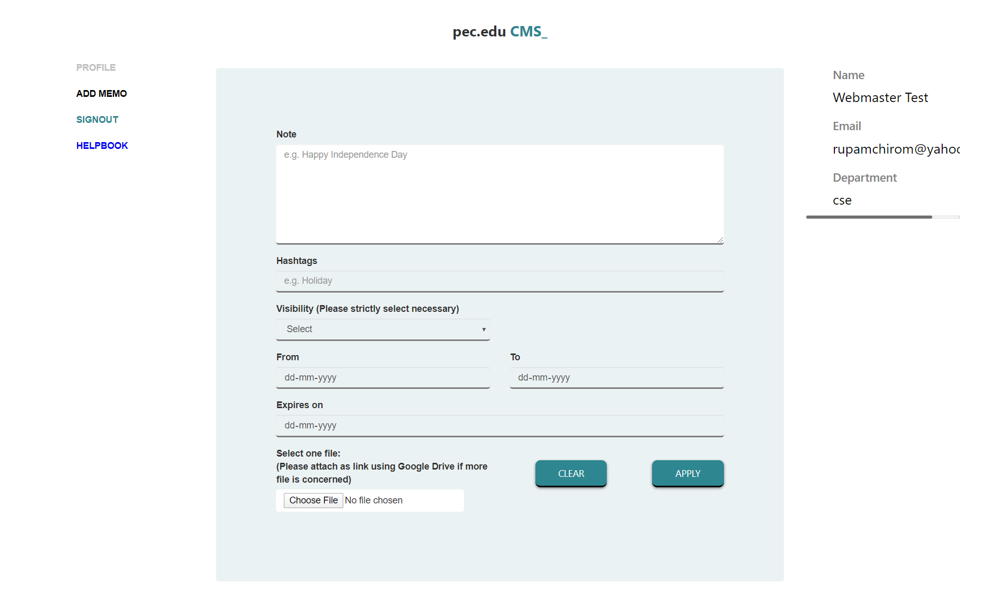 pec.edu CMS_
PROFILE
ADD MEMO
SIGNOUT
HELPBOOK
Note
e.g. Happy Independence Day
Hashtags
e.g. Holiday
Visibility (Please strictly select necessary)
Select
From
To
dd-mm-yyyy
dd-mm-yyyy
Expires on
dd-mm-yyyy
Select one file:
(Please attach as link using Google Drive if more
file is concerned)
Choose File No file chosen
CLEAR
APPLY
Name
Webmaster Test
Email
rupamchirom@yahoo
Department
cse